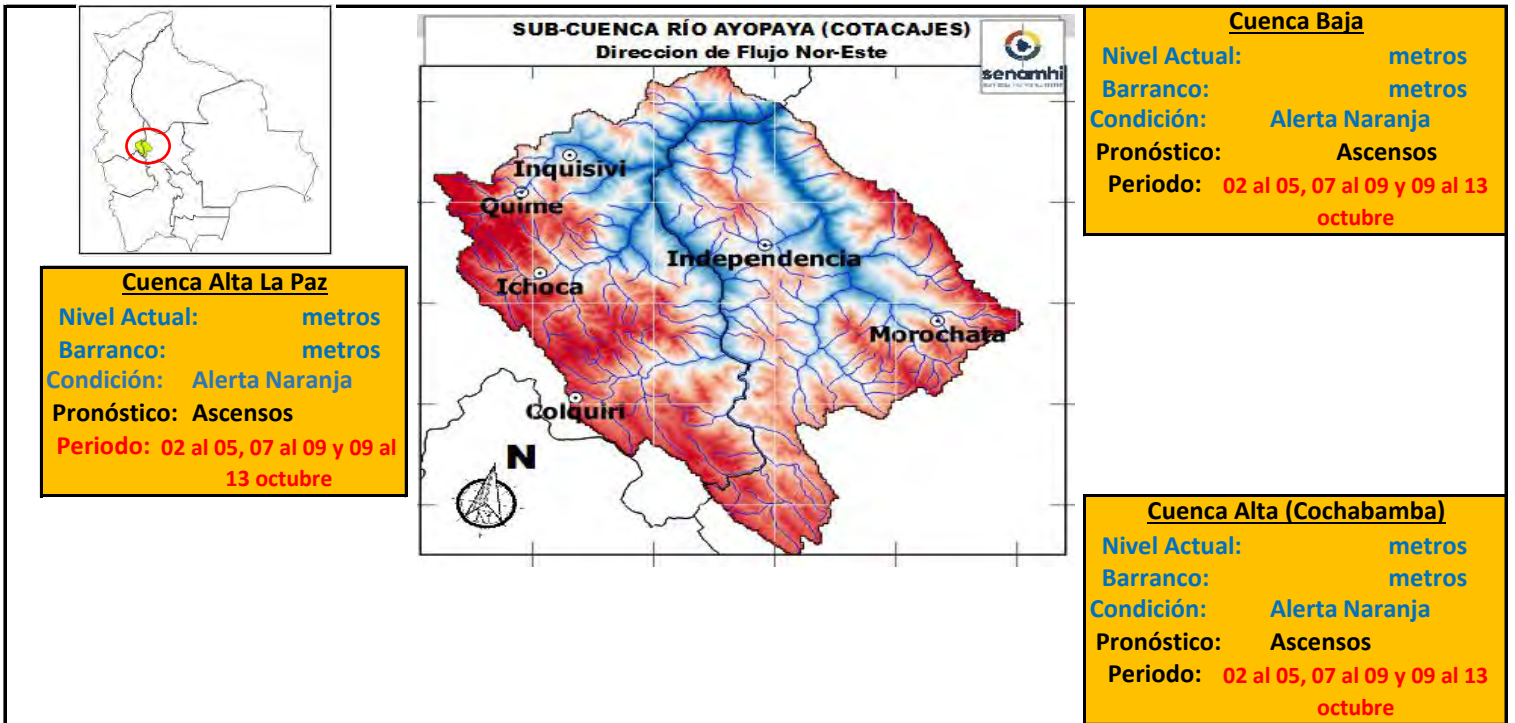 SUB-CUENCA RÍO AYOPAYA (COTACAJES)
Direccion de Flujo Nor-Este
senamhi
Inquisivi
Quime
Independencia
Ichoca
Morochata
Colquiri
N
Cuenca Alta La Paz
Nivel Actual: metros
Barranco: metros
Condición: Alerta Naranja
Pronóstico: Ascensos
Periodo: 02 al 05, 07 al 09 y 09 al
13 octubre
Cuenca Baja
Nivel Actual: metros
Barranco: metros
Condición: Alerta Naranja
Pronóstico: Ascensos
Periodo: 02 al 05, 07 al 09 y 09 al 13
octubre
Cuenca Alta (Cochabamba)
Nivel Actual: metros
Barranco: metros
Condición: Alerta Naranja
Pronóstico: Ascensos
Periodo: 02 al 05, 07 al 09 y 09 al 13
octubre